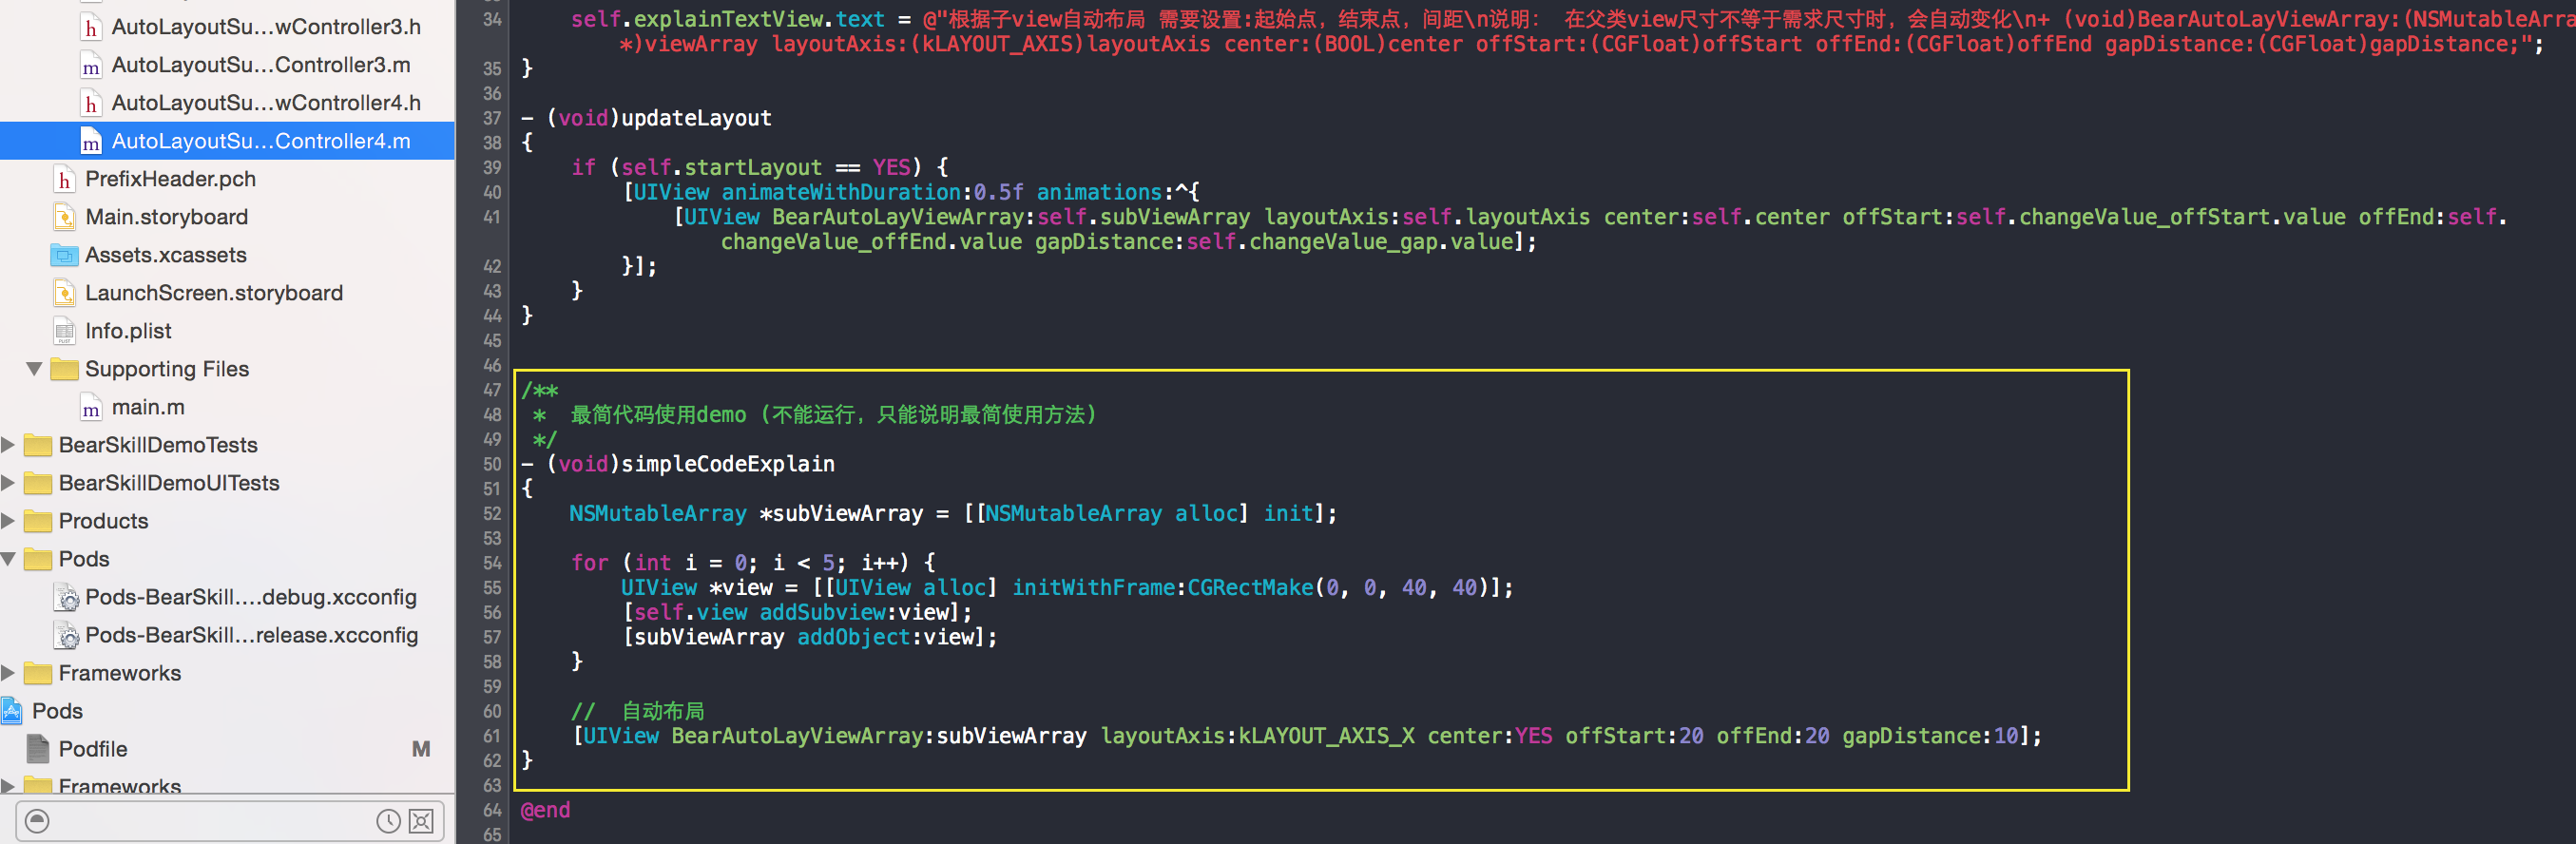 AutoLayoutSu...wController3.h
AutoLayoutSu...Controller3.m
AutoLayoutSu...wController4.h
AutoLayoutSu...Controller4.m
PrefixHeader.pch
Main.storyboard
Assets.xcassets
LaunchScreen.storyboard
Info.plist
Supporting Files
main.m
BearSkillDemoTests
BearSkillDemoUITests
Products
Pods
Pods-BearSkill....debug.xcconfig
Pods-BearSkill...release.xcconfig
Frameworks
Pods
Podfile M
Frameworks
34 self.explainTextView.text = @"根据子view自动布局 需要设置:起始点，结束点，间距\n说明： 在父类view尺寸不等于需求尺寸时，会自动变化\n+ (void)BearAutoLayViewArray:(NSMutableArra
*)viewArray layoutAxis:(kLAYOUT_AXIS)layoutAxis center:(BOOL)center offStart:(CGFloat)offStart offEnd:(CGFloat)offEnd gapDistance:(CGFloat)gapDistance;";
35 }
36
37 - (void)updateLayout
38 {
39 if (self.startLayout == YES) {
40 [UIView animateWithDuration:0.5f animations:^{
41 [UIView BearAutoLayViewArray:self.subViewArray layoutAxis:self.layoutAxis center:self.center offStart:self.changeValue_offStart.value offEnd:self.
changeValue_offEnd.value gapDistance:self.changeValue_gap.value];
42 }];
43 }
44 }
45
46
47 /**
48 * 最简代码使用demo (不能运行，只能说明最简使用方法)
49 */
50 - (void)simpleCodeExplain
51 {
52 NSMutableArray *subViewArray = [[NSMutableArray alloc] init];
53
54 for (int i = 0; i < 5; i++) {
55 UIView *view = [[UIView alloc] initWithFrame:CGRectMake(0, 0, 40, 40)];
56 [self.view addSubview:view];
57 [subViewArray addObject:view];
58 }
59
60 // 自动布局
61 [UIView BearAutoLayViewArray:subViewArray layoutAxis:kLAYOUT_AXIS_X center:YES offStart:20 offEnd:20 gapDistance:10];
62 }
63
64 @end
65